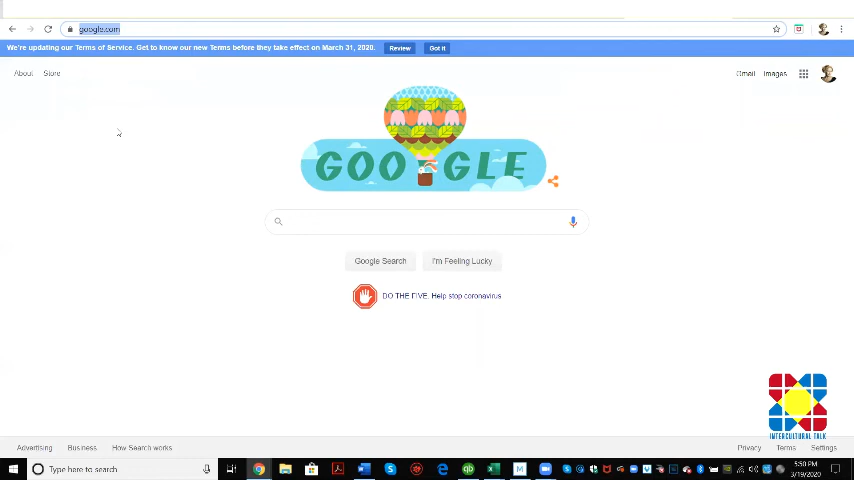 google.com
We're updating our Terms of Service. Get to know our new Terms before they take effect on March 31, 2020. Review Got it
About Store Gmail Images
GOOGLE
Google Search I'm Feeling Lucky
DO THE FIVE. Help stop coronavirus
INTERCULTURAL TALK
Advertising Business How Search works Privacy Terms Settings
Type here to search
5:50 PM
3/19/2020